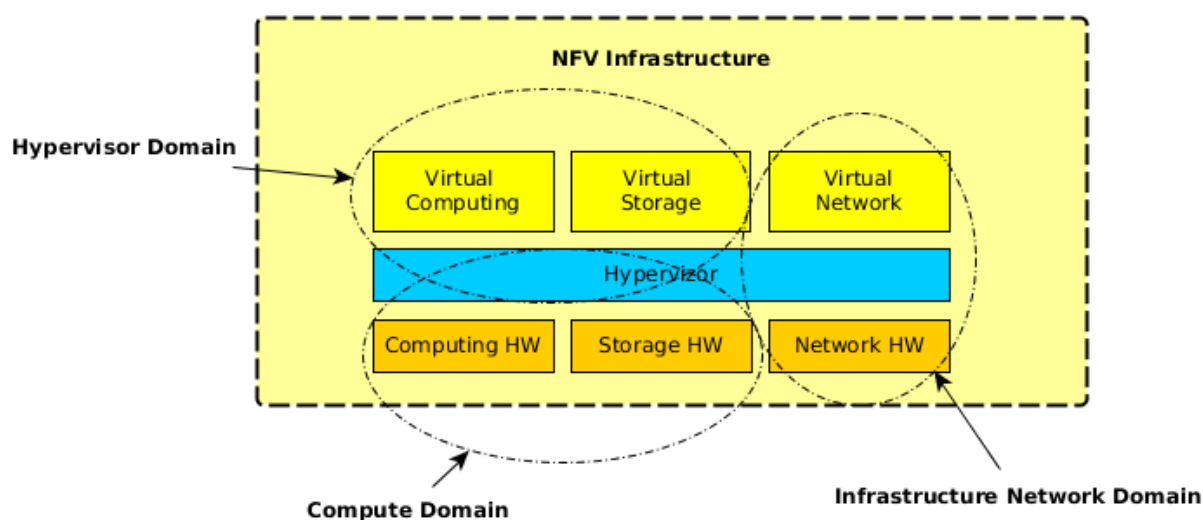 NFV Infrastructure
Hypervisor Domain
Virtual
Computing
Virtual
Storage
Virtual
Network
Hypervizor
Computing HW
Storage HW
Network HW
Compute Domain
Infrastructure Network Domain